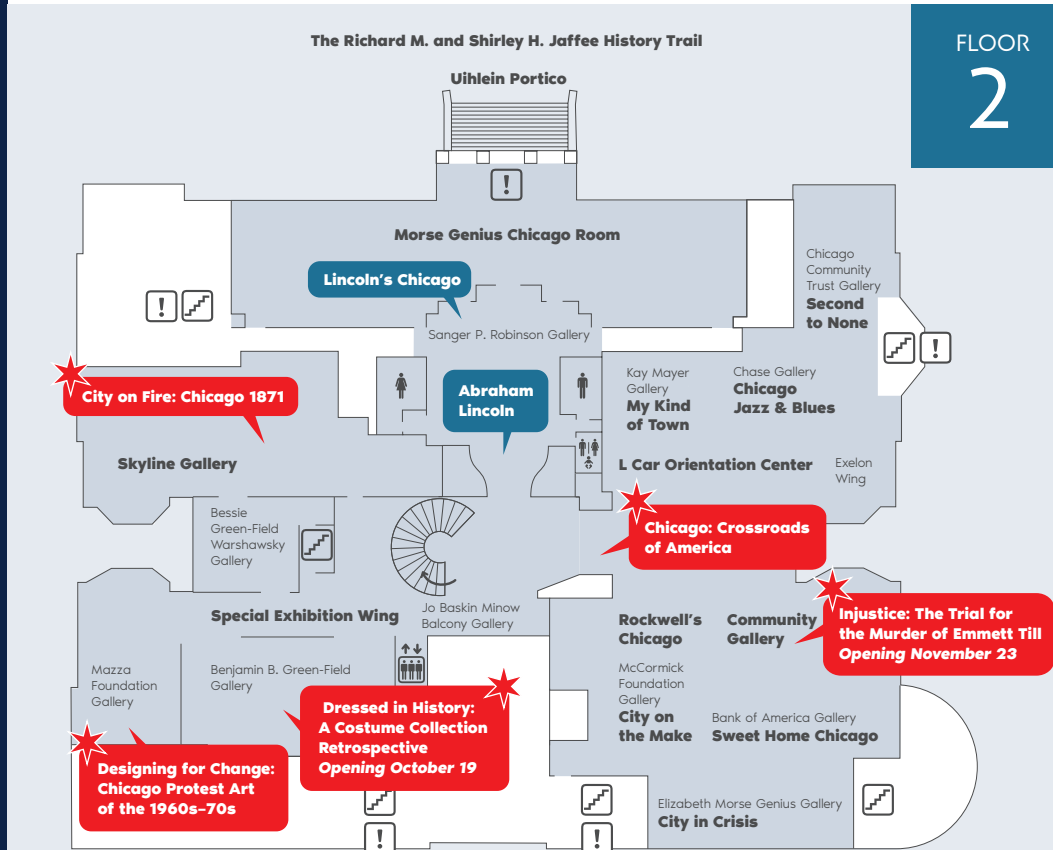 The Richard M. and Shirley H. Jaffee History Trail
FLOOR
2
Uihlein Portico
!
Morse Genius Chicago Room
Lincoln's Chicago
Sanger P. Robinson Gallery
Chicago
Community
Trust Gallery
Second
to None
!
!
City on Fire: Chicago 1871
Abraham
Lincoln
Kay Mayer
Gallery
My Kind
of Town
Chase Gallery
Chicago
Jazz & Blues
Skyline Gallery
L Car Orientation Center
Exelon
Wing
Bessie
Green-Field
Warshawsky
Gallery
Chicago: Crossroads
of America
Special Exhibition Wing
Jo Baskin Minow
Balcony Gallery
Rockwell's
Chicago
Community
Gallery
Injustice: The Trial for
the Murder of Emmett Till
Opening November 23
Mazza
Foundation
Gallery
Benjamin B. Green-Field
Gallery
McCormick
Foundation
Gallery
City on
the Make
Bank of America Gallery
Sweet Home Chicago
Dressed in History:
A Costume Collection
Retrospective
Opening October 19
Designing for Change:
Chicago Protest Art
of the 1960s–70s
Elizabeth Morse Genius Gallery
City in Crisis
!
!